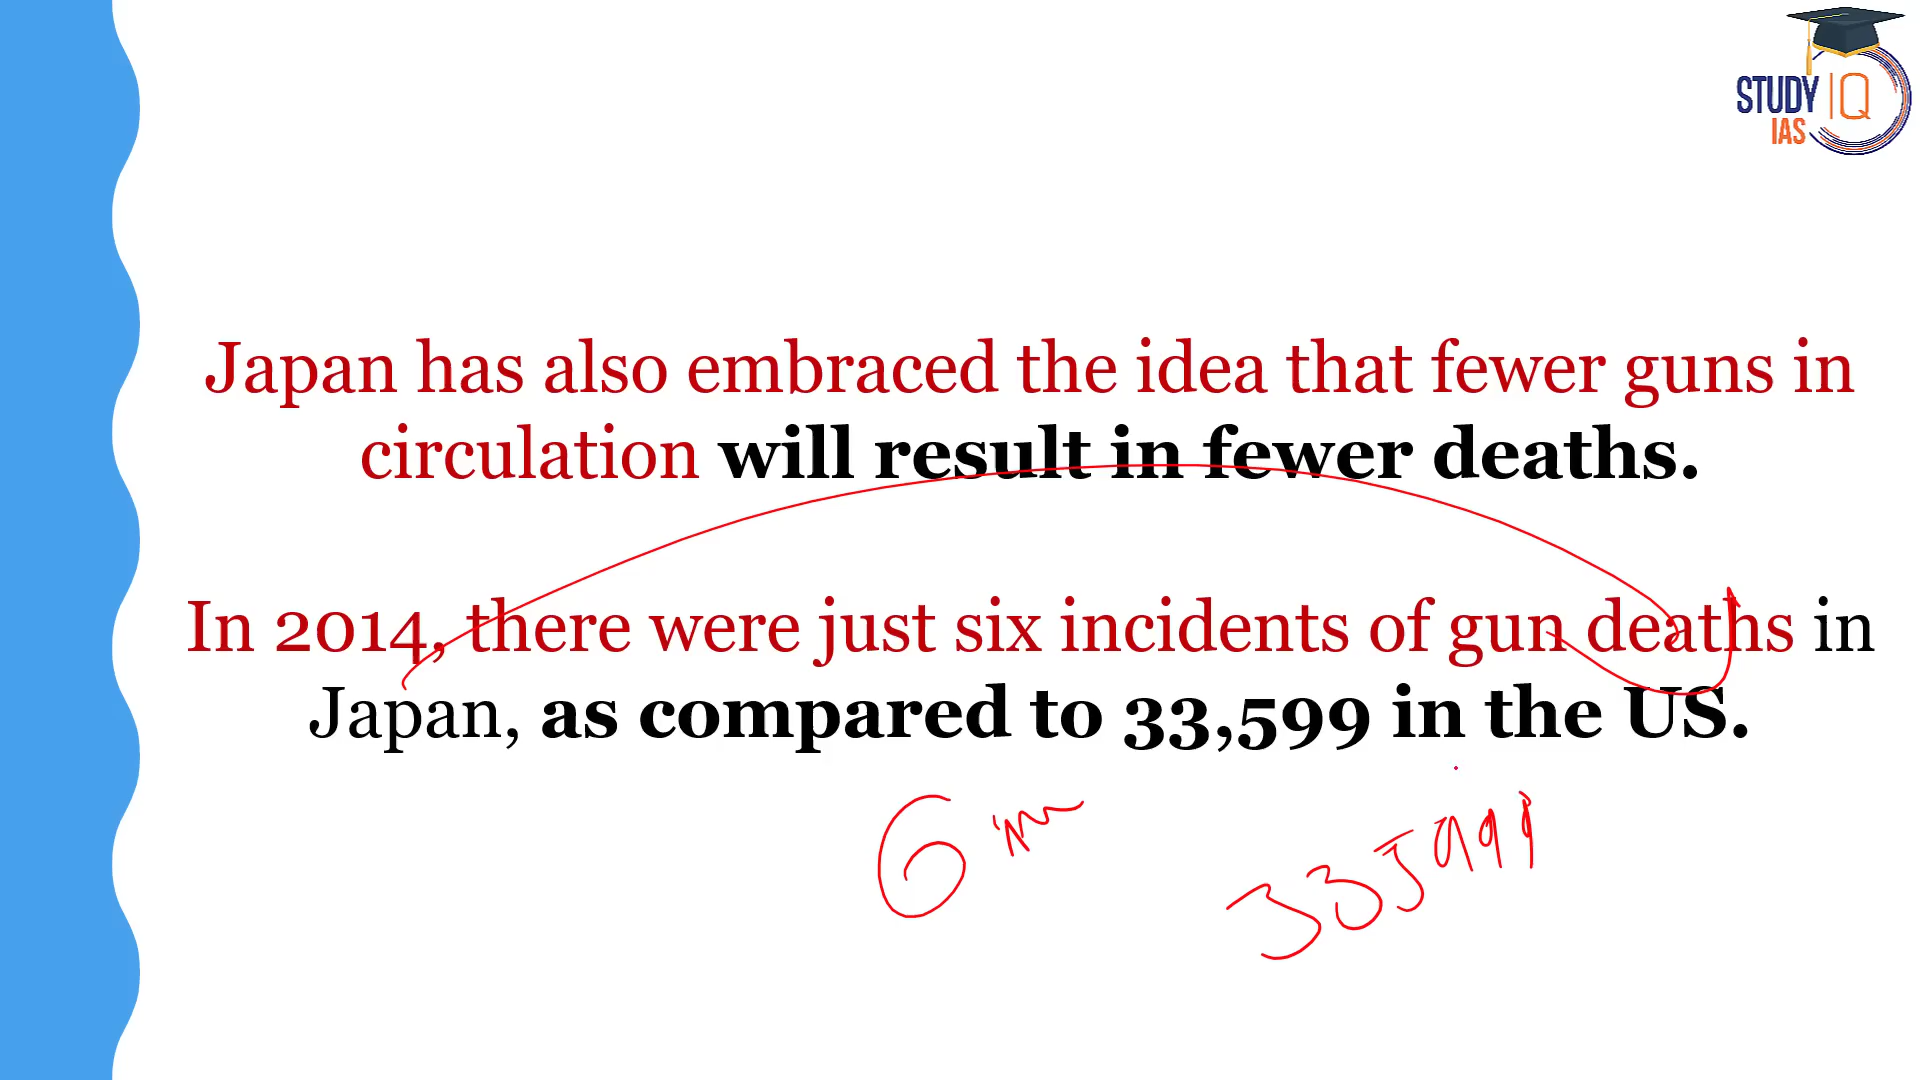 STUDY IQ
IAS
Japan has also embraced the idea that fewer guns in
circulation will result in fewer deaths.
In 2014, there were just six incidents of gun deaths in
Japan, as compared to 33,599 in the US.
6